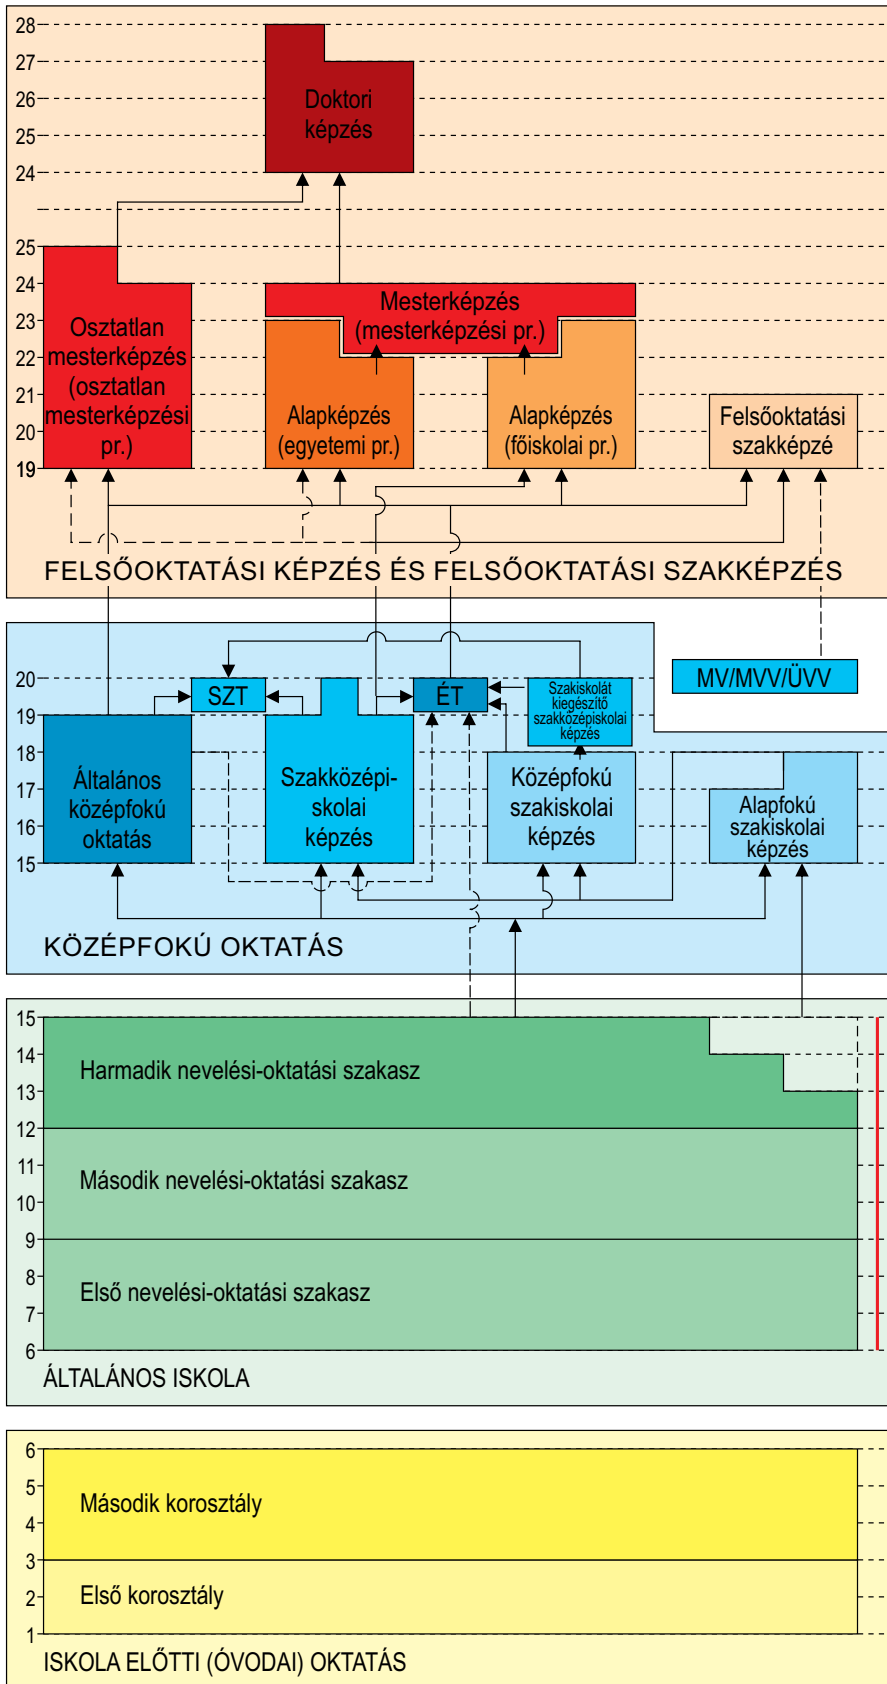 28
27
26
25
24
Doktori
képzés
25
24
23
22
21
20
19
Osztatlan
mesterképzés
(osztatlan
mesterképzési
pr.)
Mesterképzés
(mesterképzési pr.)
Alapképzés
(egyetemi pr.)
Alapképzés
(főiskolai pr.)
Felsőoktatási
szakképzé
FELSŐOKTATÁSI KÉPZÉS ÉS FELSŐOKTATÁSI SZAKKÉPZÉS
20
19
18
17
16
15
SZT
ÉT
Szakiskolát
kiegészítő
szakközépiskolai
képzés
MV/MVV/ÜVV
Általános
középfokú
oktatás
Szakközépi-
skolai
képzés
Középfokú
szakiskolai
képzés
Alapfokú
szakiskolai
képzés
KÖZÉPFOKÚ OKTATÁS
15
14
13
12
11
10
9
8
7
6
Harmadik nevelési-oktatási szakasz
Második nevelési-oktatási szakasz
Első nevelési-oktatási szakasz
ÁLTALÁNOS ISKOLA
6
5
4
3
2
1
Második korosztály
Első korosztály
ISKOLA ELŐTTI (ÓVODAI) OKTATÁS